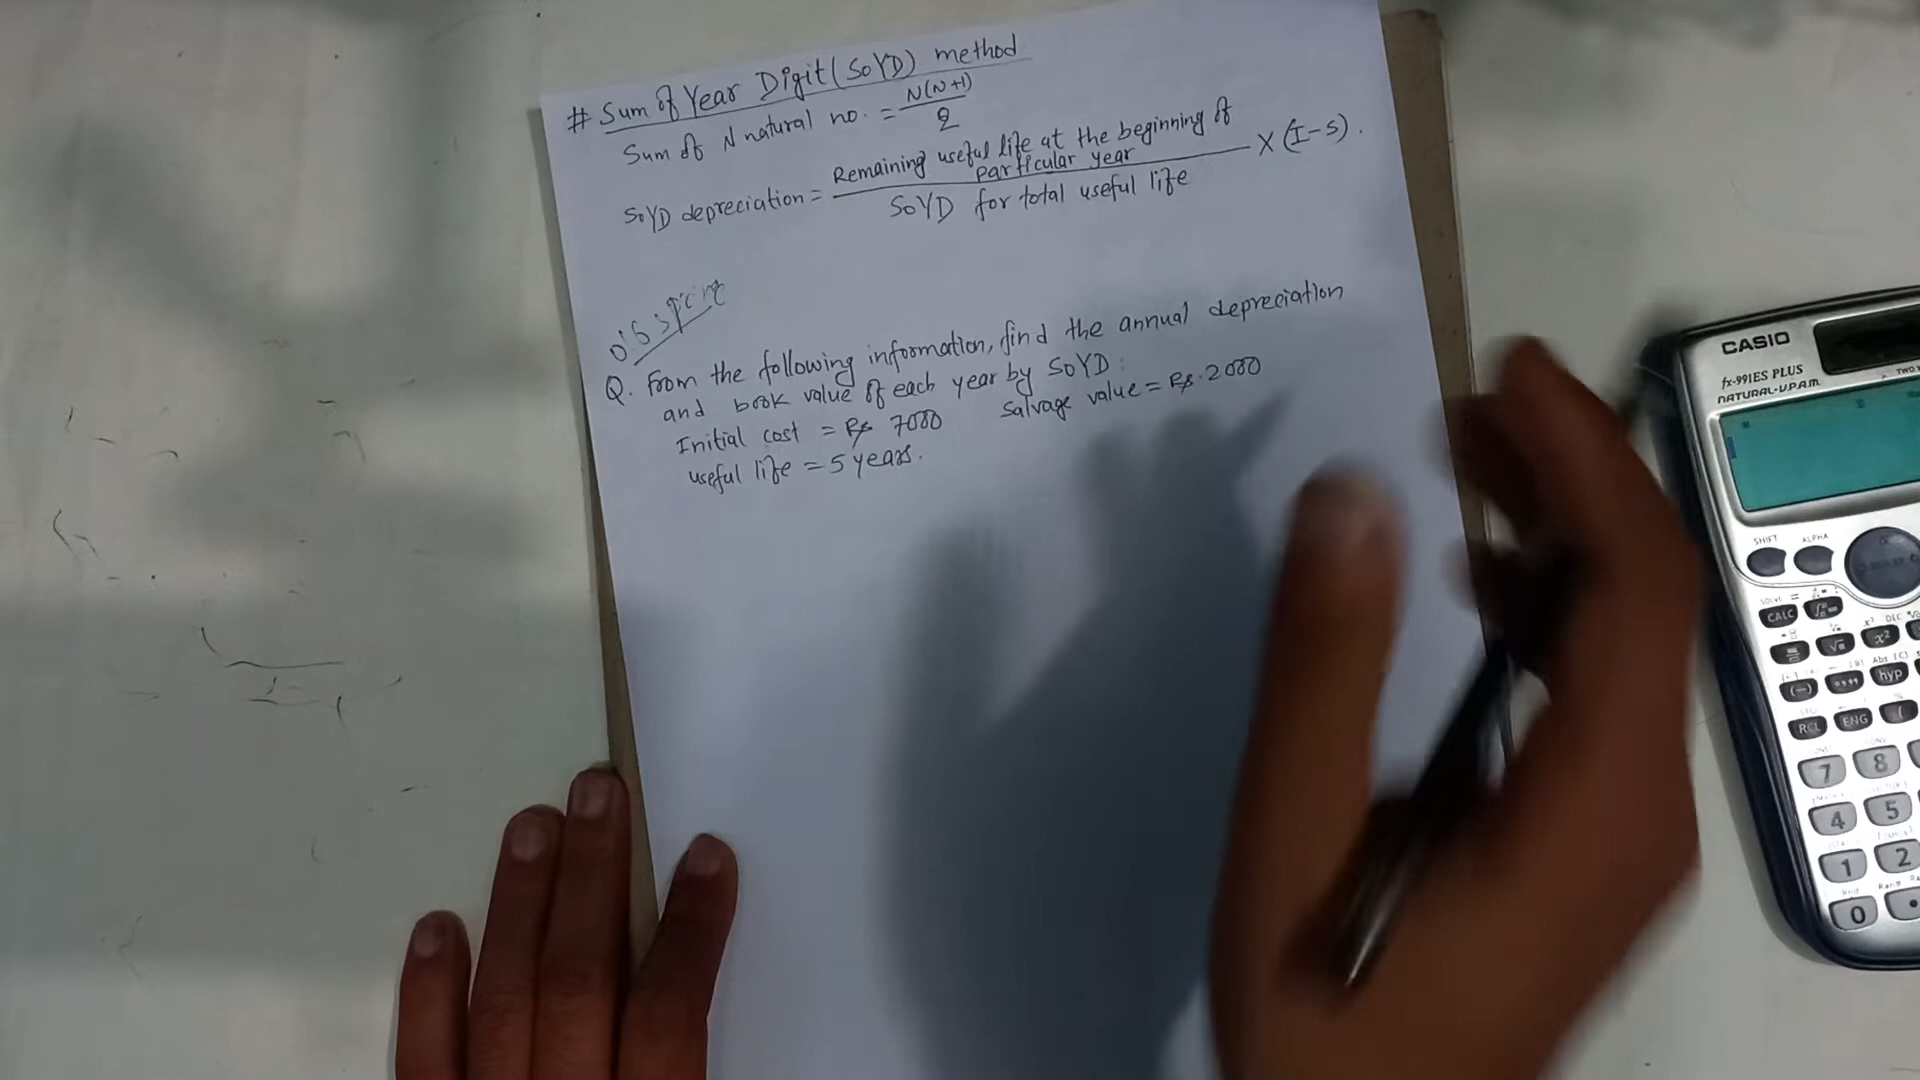 # Sum of Year Digit (SOYD) method
Sum of N natural no. = N(N+1)/2
SOYD depreciation = Remaining useful life at the beginning of particular year / SOYD for total useful life × (I-S).
Q. From the following information, find the annual depreciation
and book value of each year by SOYD:
Initial cost = Rs 7000 Salvage value = Rs. 2000
useful life = 5 years.
CASIO
fx-991ES PLUS
NATURAL-V.P.A.M.
SHIFT ALPHA
CALC
hyp
RCL ENG (
7 8
4 5
1 2
0 .